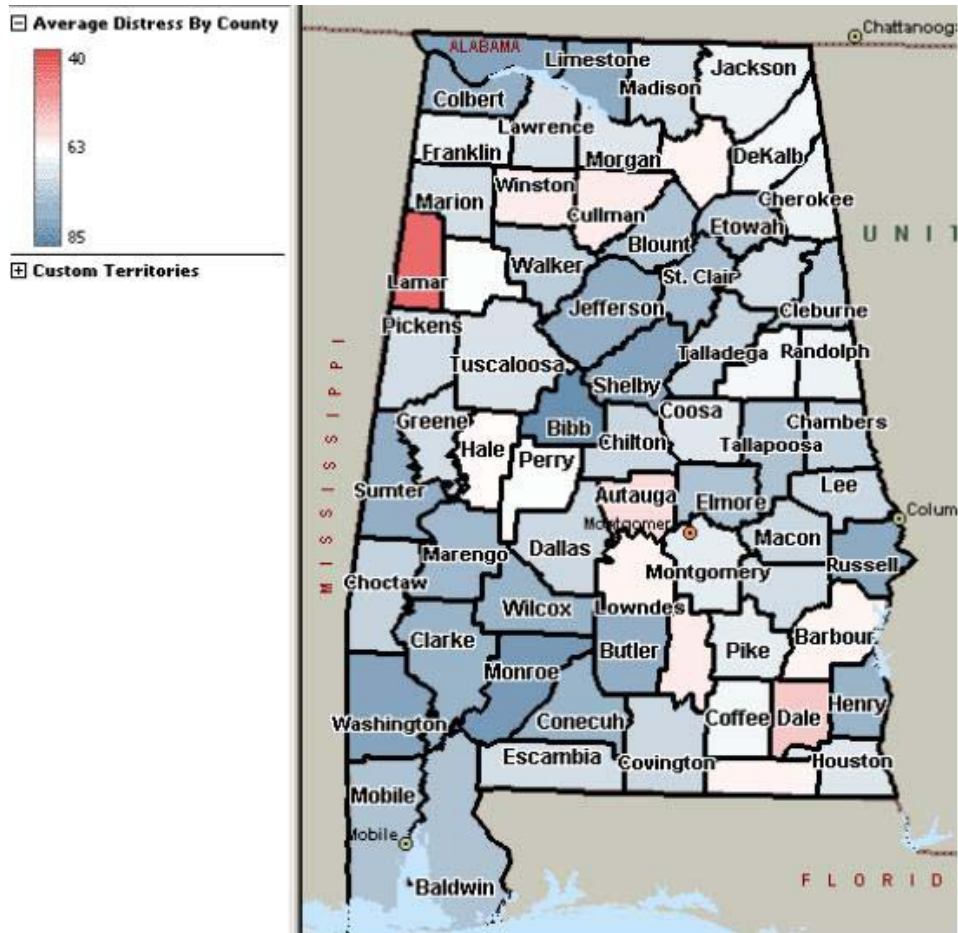 Average Distress By County
40
63
85
Custom Territories
Chattanooga
ALABAMA
Limestone
Jackson
Madison
Colbert
Lawrence
Franklin
Morgan
DeKalb
Winston
Marion
Cullman
Cherokee
Etowah
UNIT
Blount
Walker
St. Clair
Lamar
Jefferson
Cleburne
Pickens
Talladega
Randolph
Tuscaloosa
Shelby
MISSISSIPPI
Greene
Coosa
Chambers
Bibb
Chilton
Tallapoosa
Hale
Perry
Lee
Sumter
Autauga
Elmore
Colum
Montgomer
Macon
Dallas
Marengo
Russell
Montgomery
Choctaw
Wilcox
Lowndes
Barbour
Clarke
Butler
Pike
Monroe
Henry
Washington
Conecuh
Coffee
Dale
Escambia
Covington
Houston
Mobile
Mobile
FLORID
Baldwin